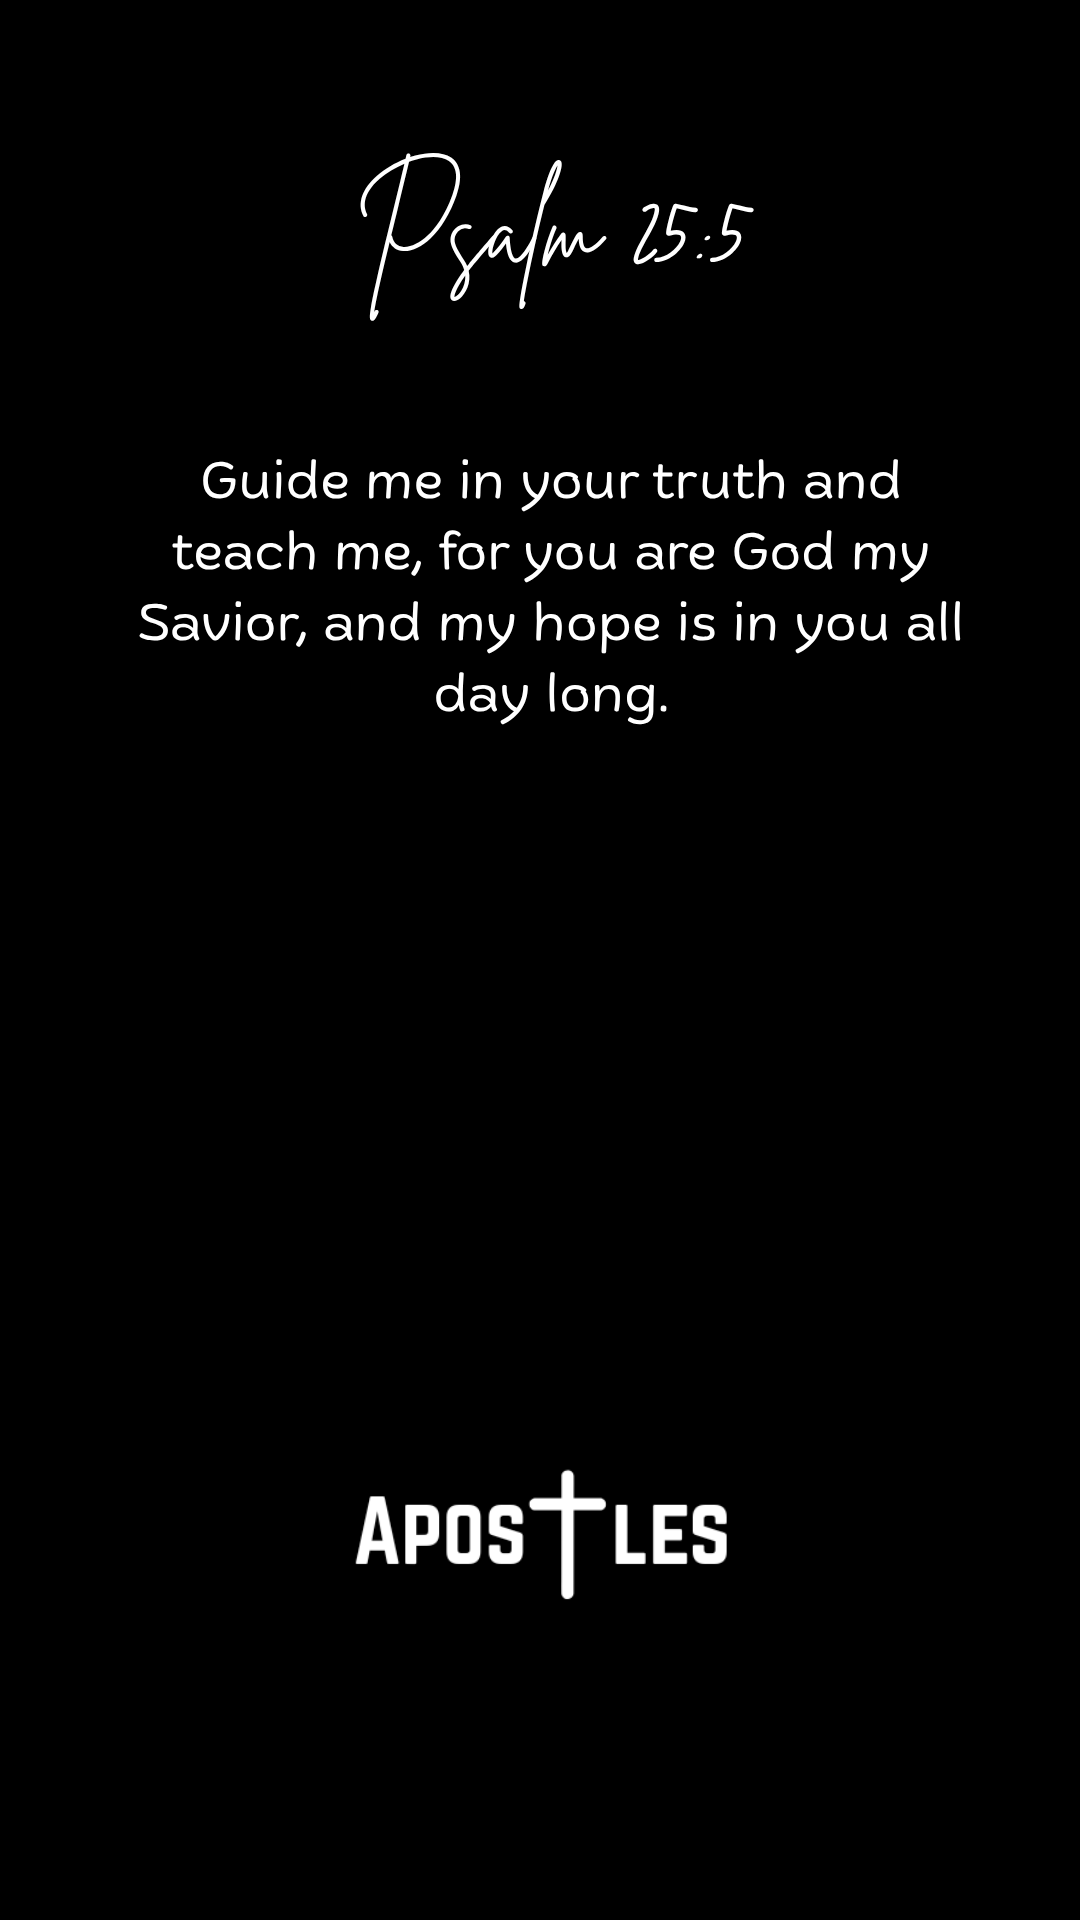 Psalm 25:5
Guide me in your truth and
teach me, for you are God my
Savior, and my hope is in you all
day long.
APOSTLES